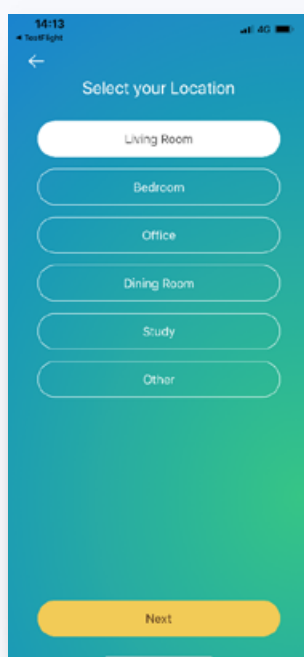 14:13
◀ TestFlight
4G
Select your Location
Living Room
Bedroom
Office
Dining Room
Study
Other
Next